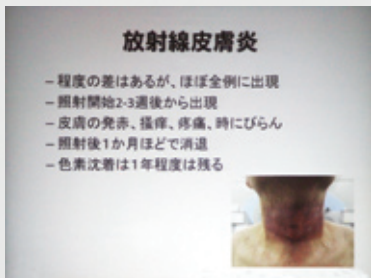 放射線皮膚炎
– 程度の差はあるが、ほぼ全例に出現
– 照射開始2-3週後から出現
– 皮膚の発赤、掻痒、疼痛、時にびらん
– 照射後1か月ほどで消退
– 色素沈着は1年程度は残る